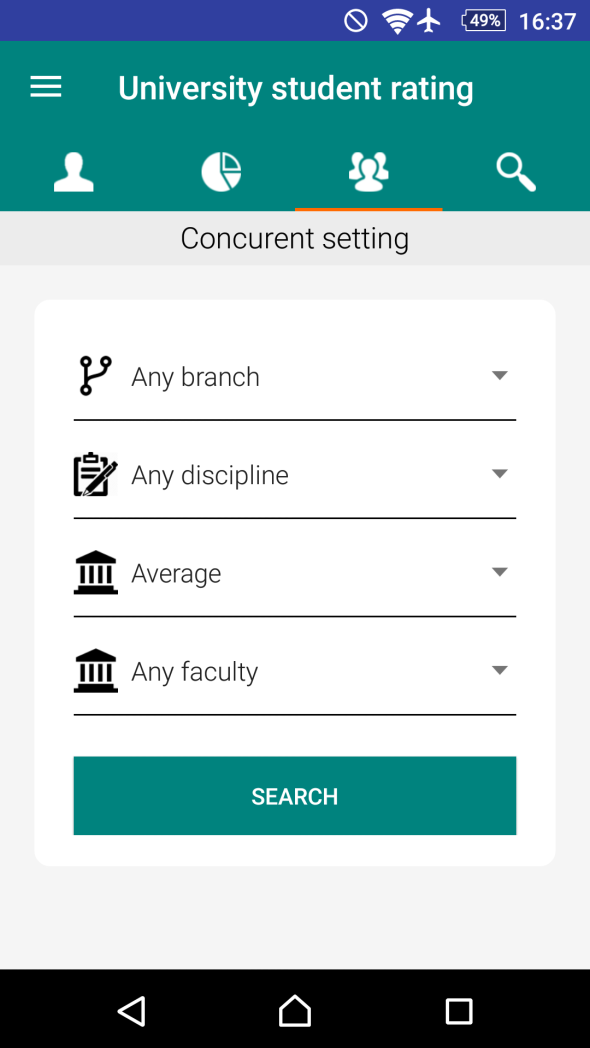 49% 16:37
University student rating
Concurent setting
Any branch
Any discipline
Average
Any faculty
SEARCH